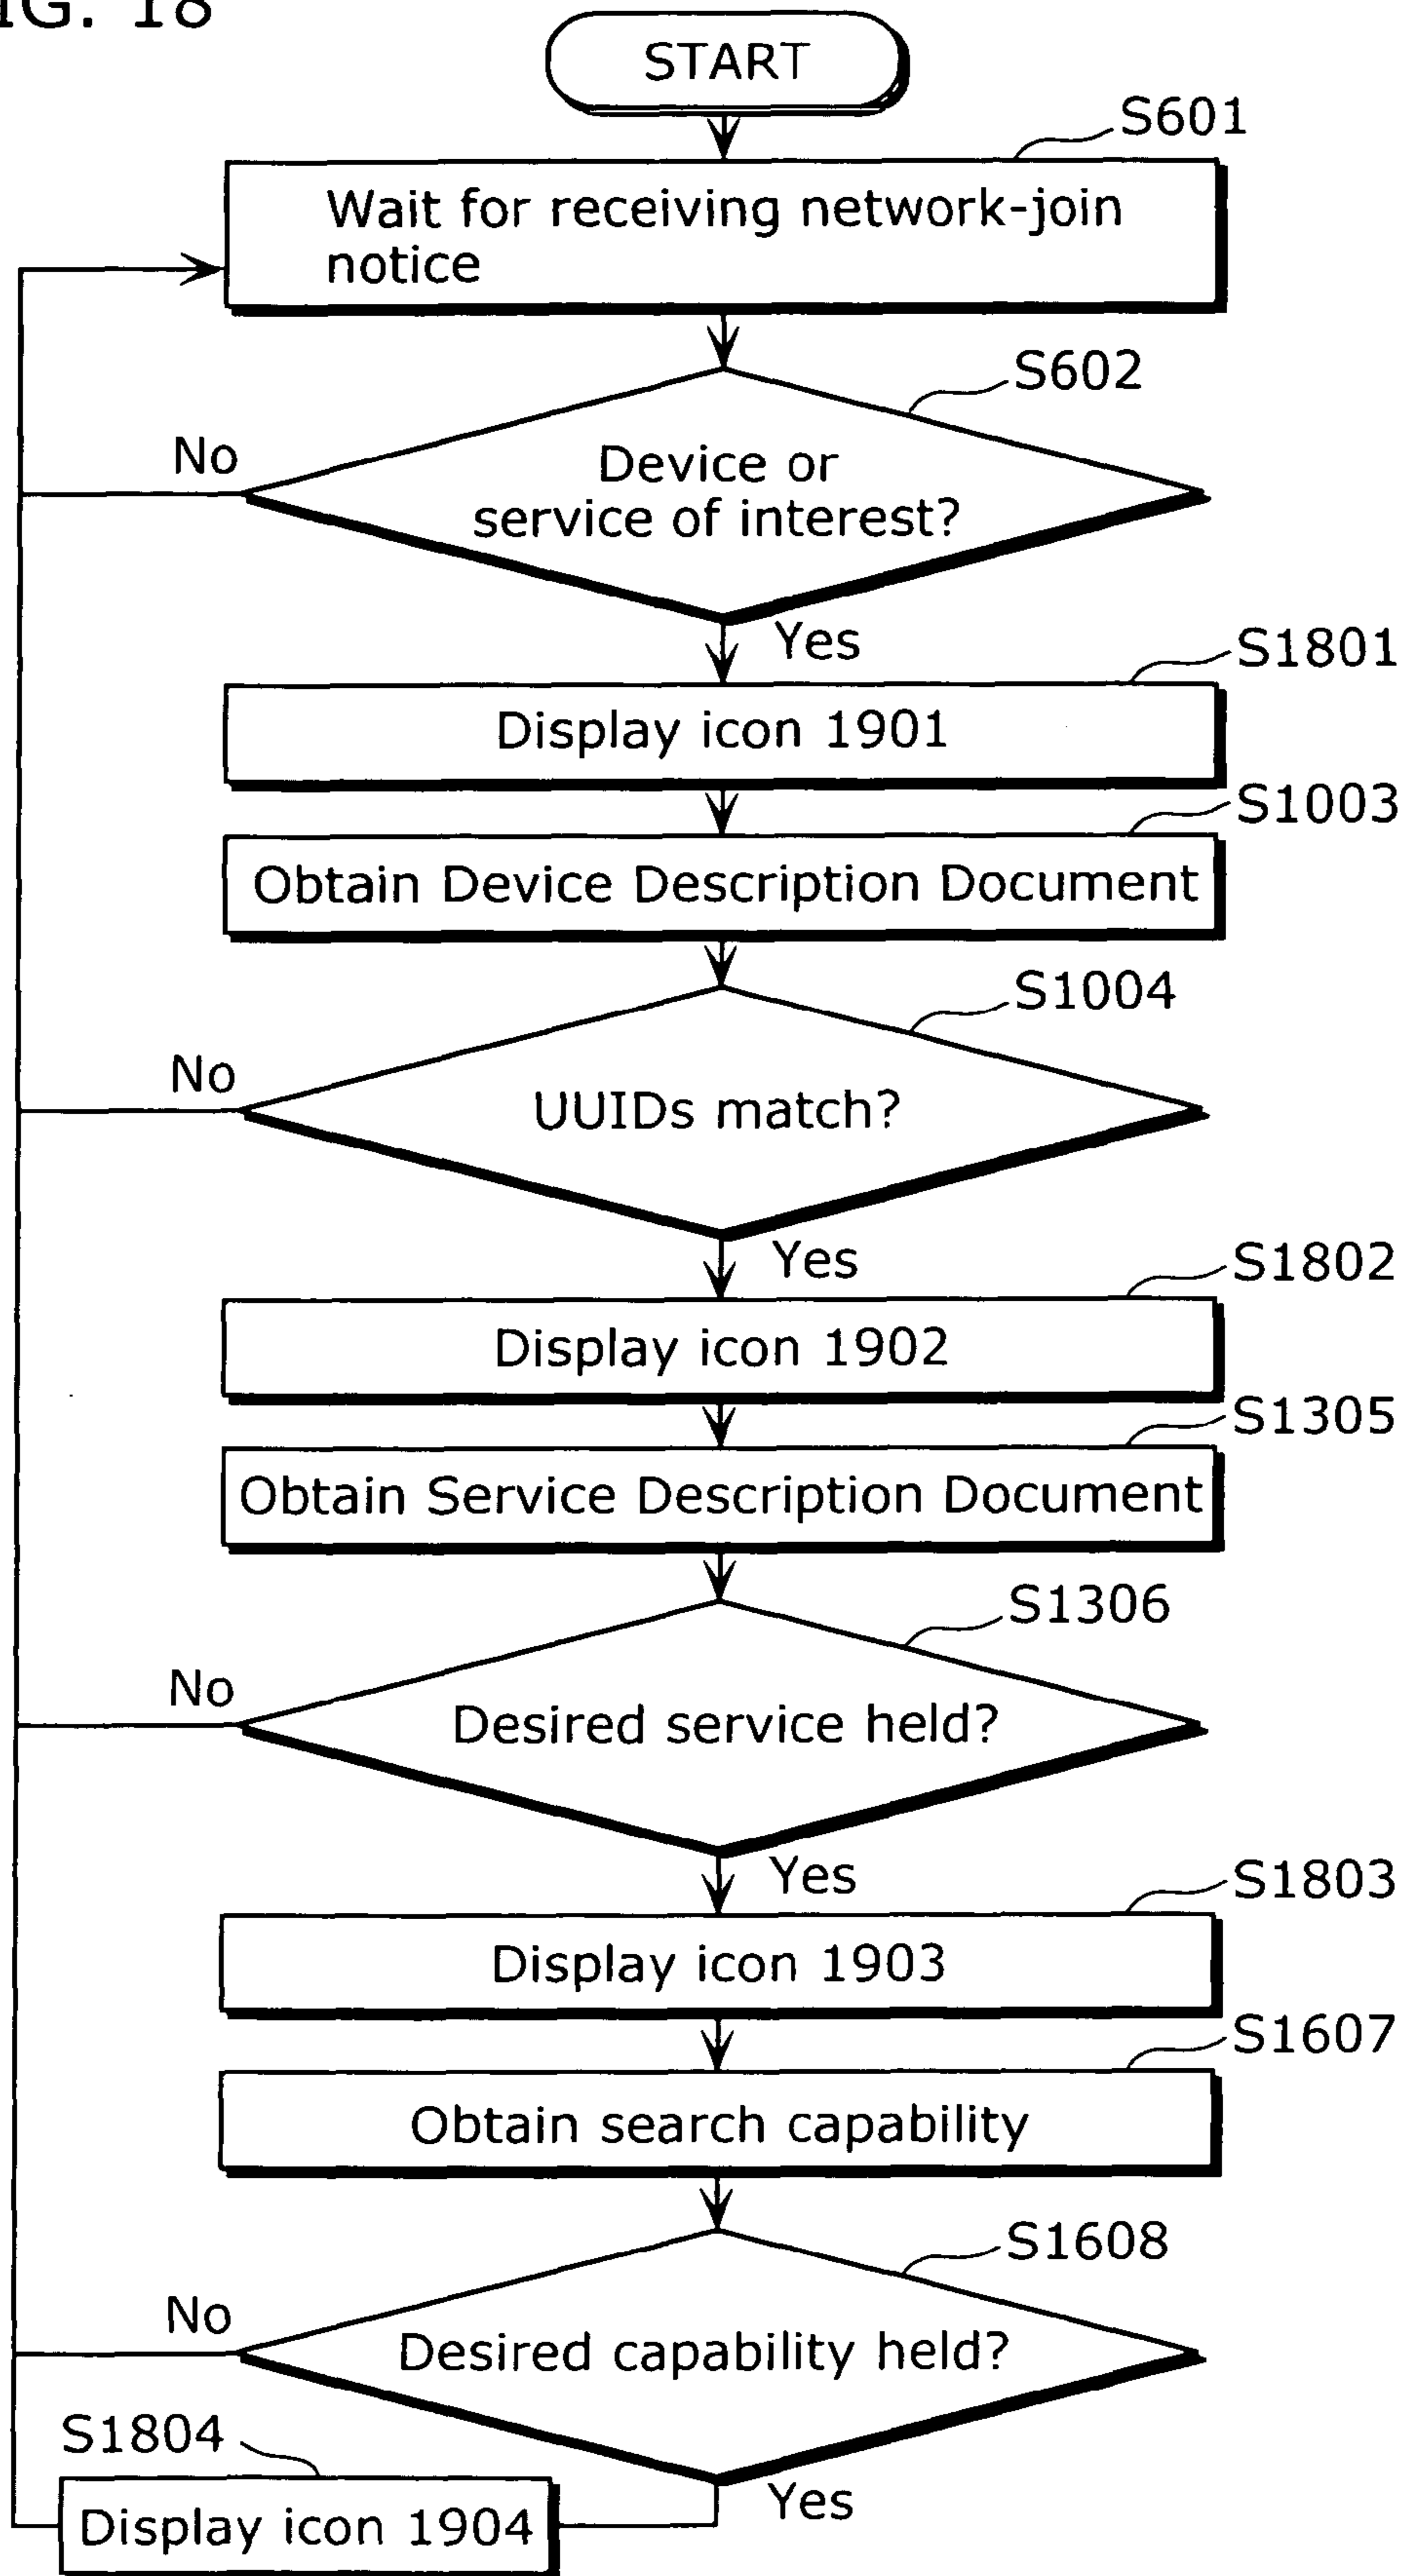 IG. 18
START
S601
Wait for receiving network-join
notice
S602
No
Device or
service of interest?
Yes
S1801
Display icon 1901
S1003
Obtain Device Description Document
S1004
No
UUIDs match?
Yes
S1802
Display icon 1902
S1305
Obtain Service Description Document
S1306
No
Desired service held?
Yes
S1803
Display icon 1903
S1607
Obtain search capability
S1608
No
Desired capability held?
S1804
Yes
Display icon 1904